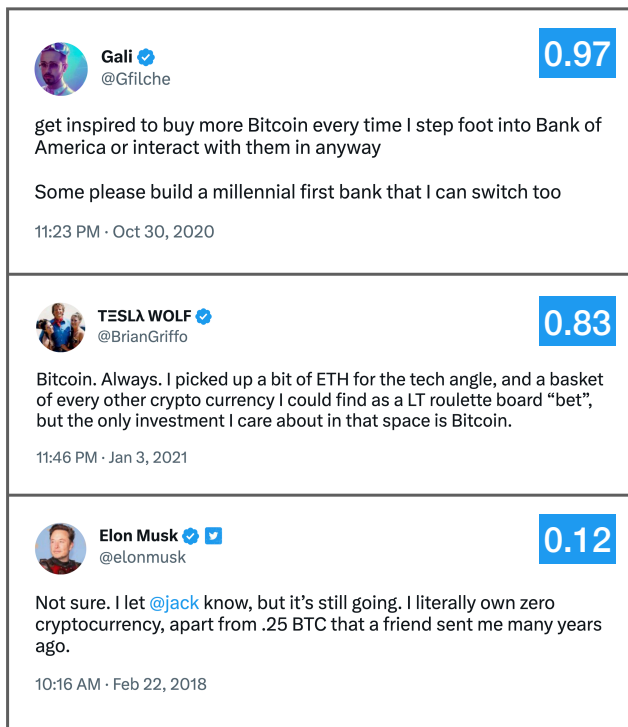 Gali
0.97
@Gfilche
get inspired to buy more Bitcoin every time I step foot into Bank of
America or interact with them in anyway
Some please build a millennial first bank that I can switch too
11:23 PM · Oct 30, 2020
TΞSLλ WOLF
0.83
@BrianGriffo
Bitcoin. Always. I picked up a bit of ETH for the tech angle, and a basket
of every other crypto currency I could find as a LT roulette board “bet”,
but the only investment I care about in that space is Bitcoin.
11:46 PM · Jan 3, 2021
Elon Musk
0.12
@elonmusk
Not sure. I let @jack know, but it’s still going. I literally own zero
cryptocurrency, apart from .25 BTC that a friend sent me many years
ago.
10:16 AM · Feb 22, 2018